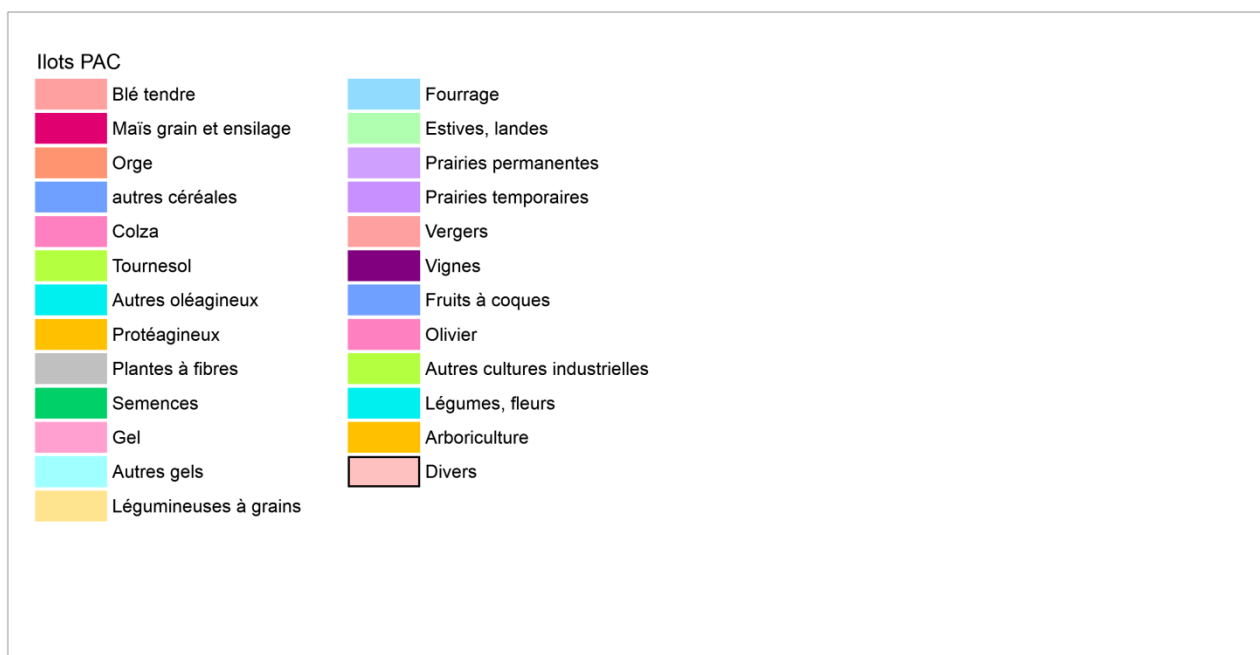 Ilots PAC
Blé tendre
Maïs grain et ensilage
Orge
autres céréales
Colza
Tournesol
Autres oléagineux
Protéagineux
Plantes à fibres
Semences
Gel
Autres gels
Légumineuses à grains
Fourrage
Estives, landes
Prairies permanentes
Prairies temporaires
Vergers
Vignes
Fruits à coques
Olivier
Autres cultures industrielles
Légumes, fleurs
Arboriculture
Divers